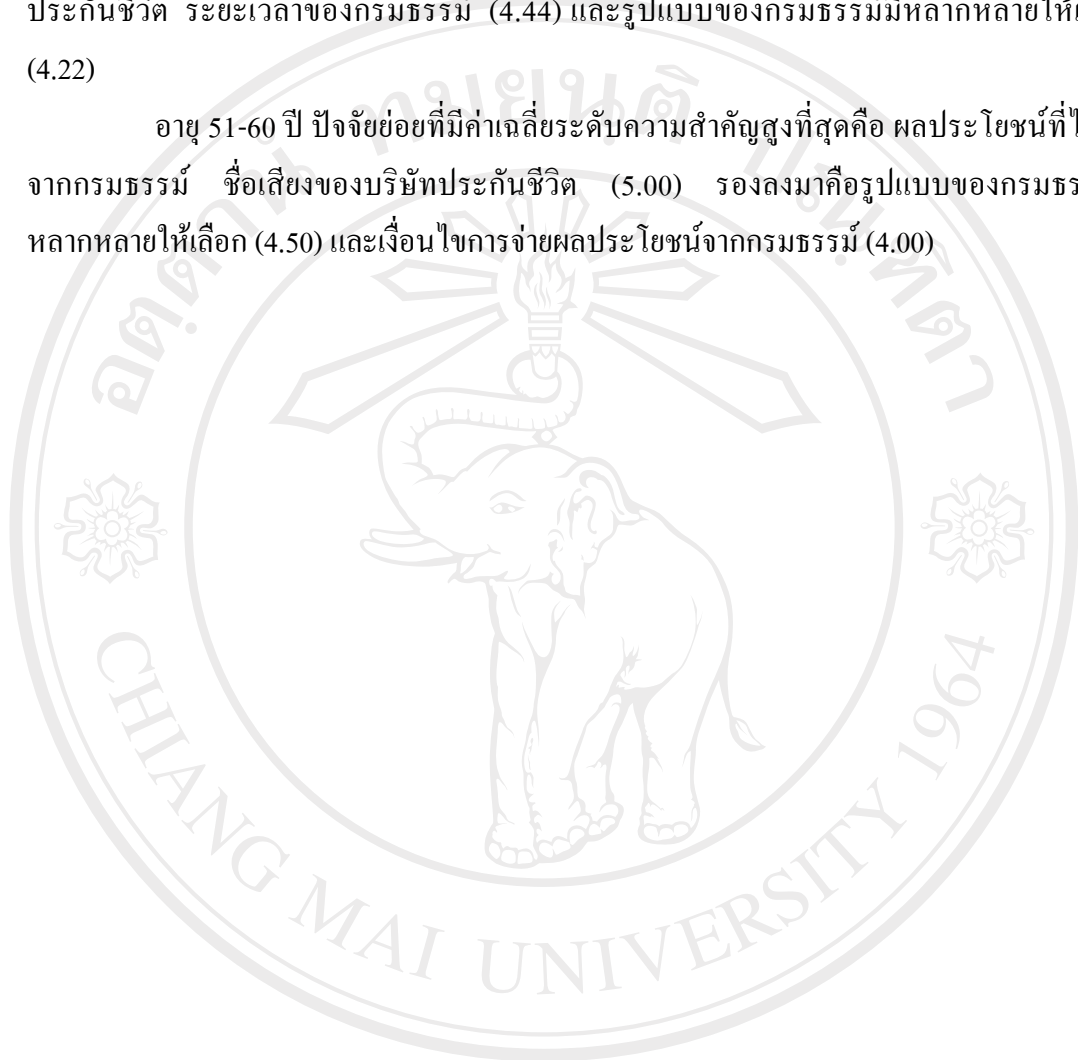 ประกันชีวิต ระยะเวลาของกรมธรรม์ (4.44) และรูปแบบของกรมธรรม์มีหลากหลายให้
(4.22)
อายุ 51-60 ปี ปัจจัยย่อยที่มีค่าเฉลี่ยระดับความสำคัญสูงที่สุดคือ ผลประโยชน์ที่
จากกรมธรรม์ ชื่อเสียงของบริษัทประกันชีวิต (5.00) รองลงมาคือรูปแบบของ
หลากหลายให้เลือก (4.50) และเงื่อนไขการจ่ายผลประโยชน์จากกรมธรรม์ (4.00)
CHIANG MAI UNIVERSITY 1964